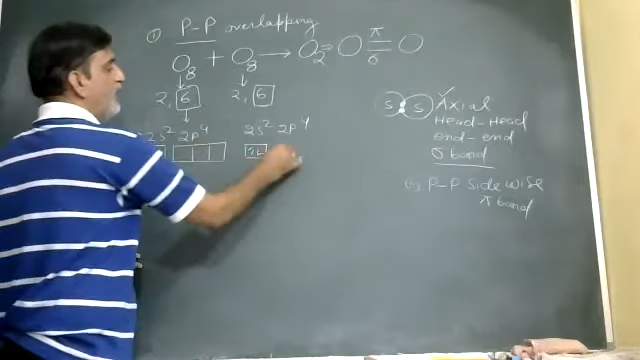 ① P-P overlapping
O₈ + O₈ → O₂ = O π σ O
2, 6 2, 6
2s² 2p⁴ 2s² 2p⁴
1L
S S ✓ Axial
Head-Head
end-end
σ bond
P-P Side wise
π bond